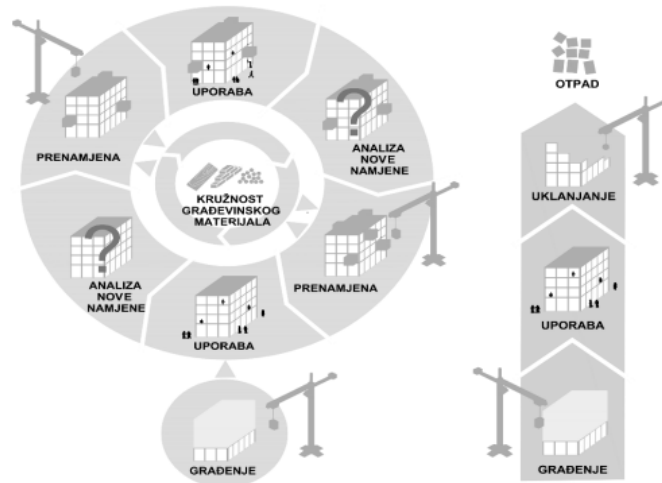 UPORABA
ANALIZA
NOVE
NAMJENE
PRENAMJENA
UPORABA
ANALIZA
NOVE
NAMJENE
PRENAMJENA
KRUŽNOST
GRAĐEVINSKOG
MATERIJALA
GRAĐENJE
OTPAD
UKLANJANJE
UPORABA
GRAĐENJE